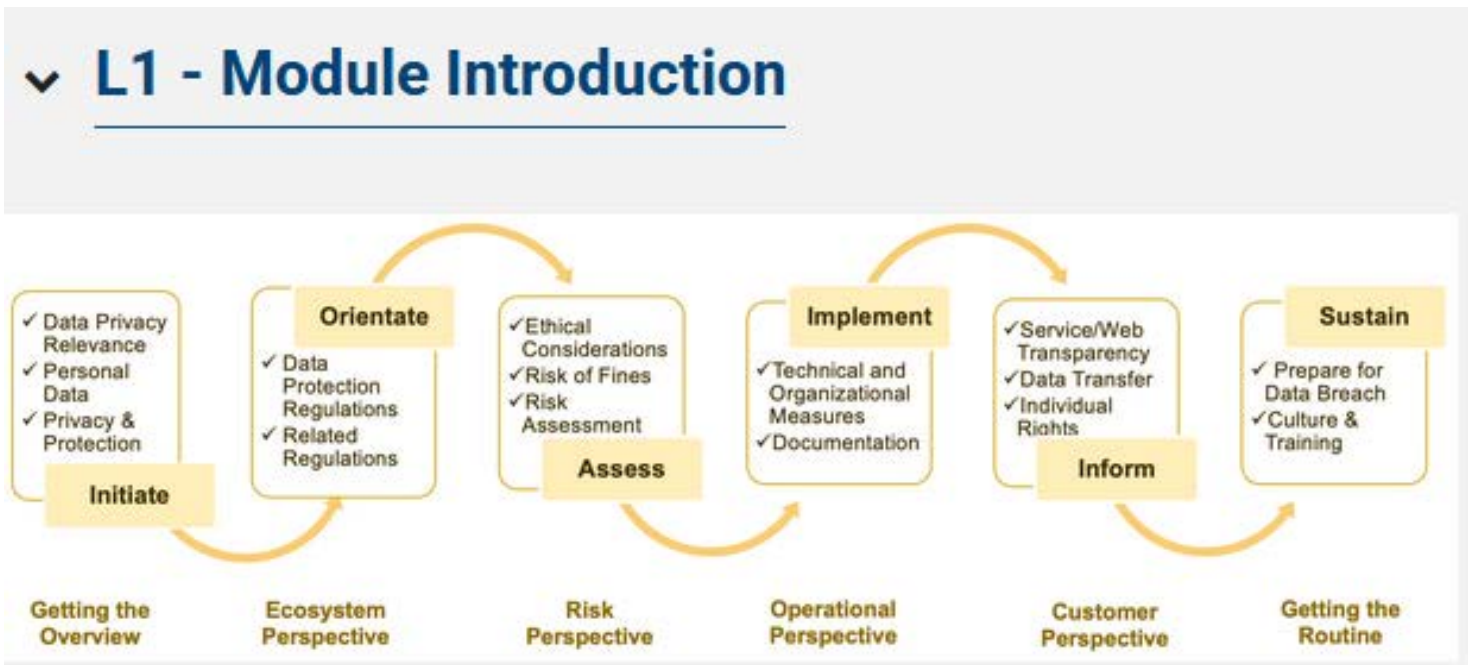 L1 - Module Introduction
✓ Data Privacy
Relevance
✓ Personal
Data
✓ Privacy &
Protection
Initiate
Orientate
✓ Data
Protection
Regulations
✓ Related
Regulations
✓Ethical
Considerations
✓Risk of Fines
✓Risk
Assessment
Assess
Implement
✓Technical and
Organizational
Measures
✓Documentation
✓Service/Web
Transparency
✓Data Transfer
✓Individual
Rights
Inform
Sustain
✓ Prepare for
Data Breach
✓Culture &
Training
Getting the
Overview
Ecosystem
Perspective
Risk
Perspective
Operational
Perspective
Customer
Perspective
Getting the
Routine